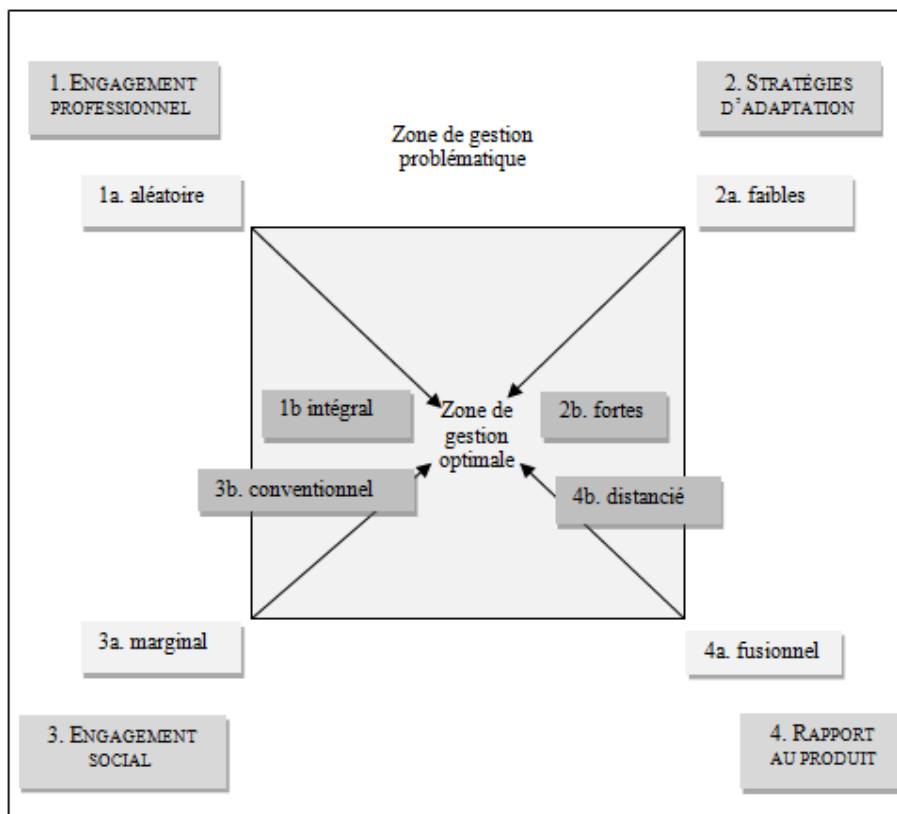 1. ENGAGEMENT
PROFESSIONNEL
2. STRATÉGIES
D'ADAPTATION
Zone de gestion
problématique
1a. aléatoire
2a. faibles
1b intégral
Zone de
gestion
optimale
2b. fortes
3b. conventionnel
4b. distancié
3a. marginal
4a. fusionnel
3. ENGAGEMENT
SOCIAL
4. RAPPORT
AU PRODUIT